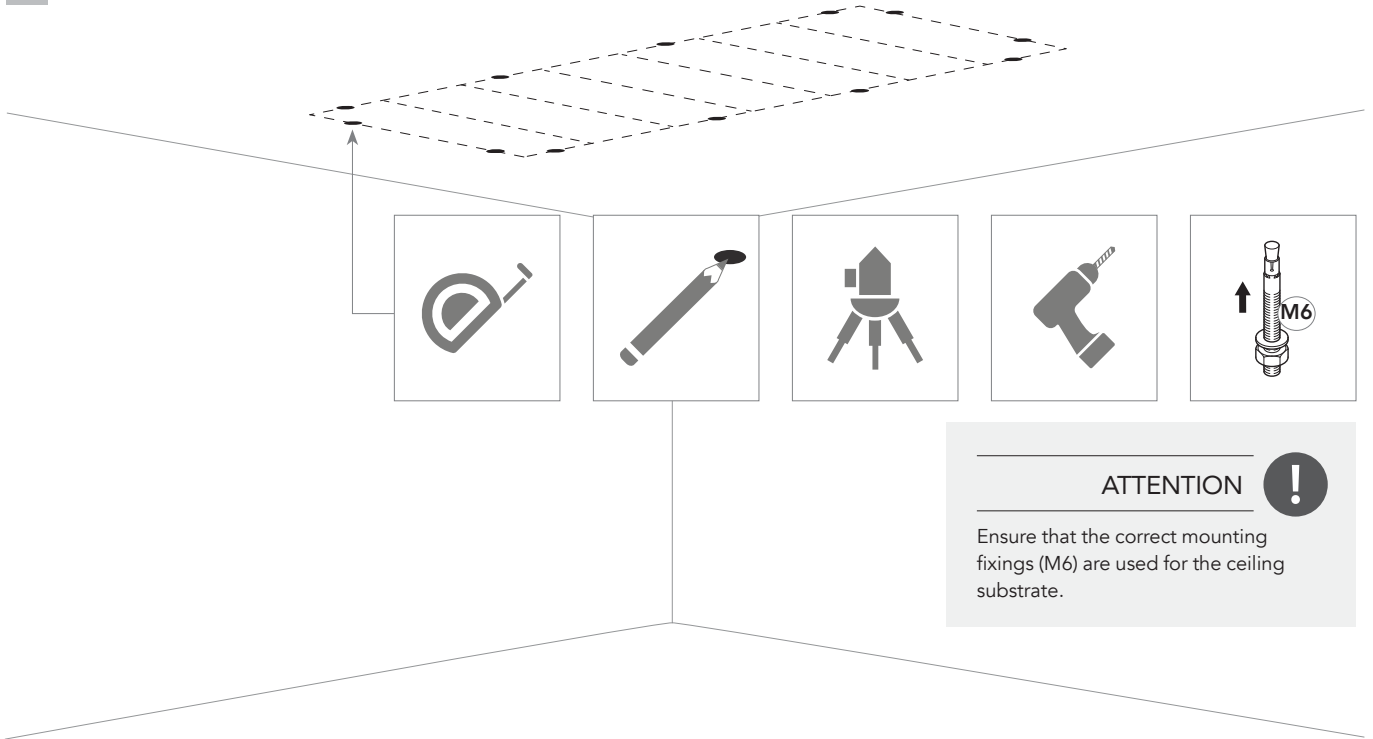 M6
ATTENTION
!
Ensure that the correct mounting
fixings (M6) are used for the ceiling
substrate.